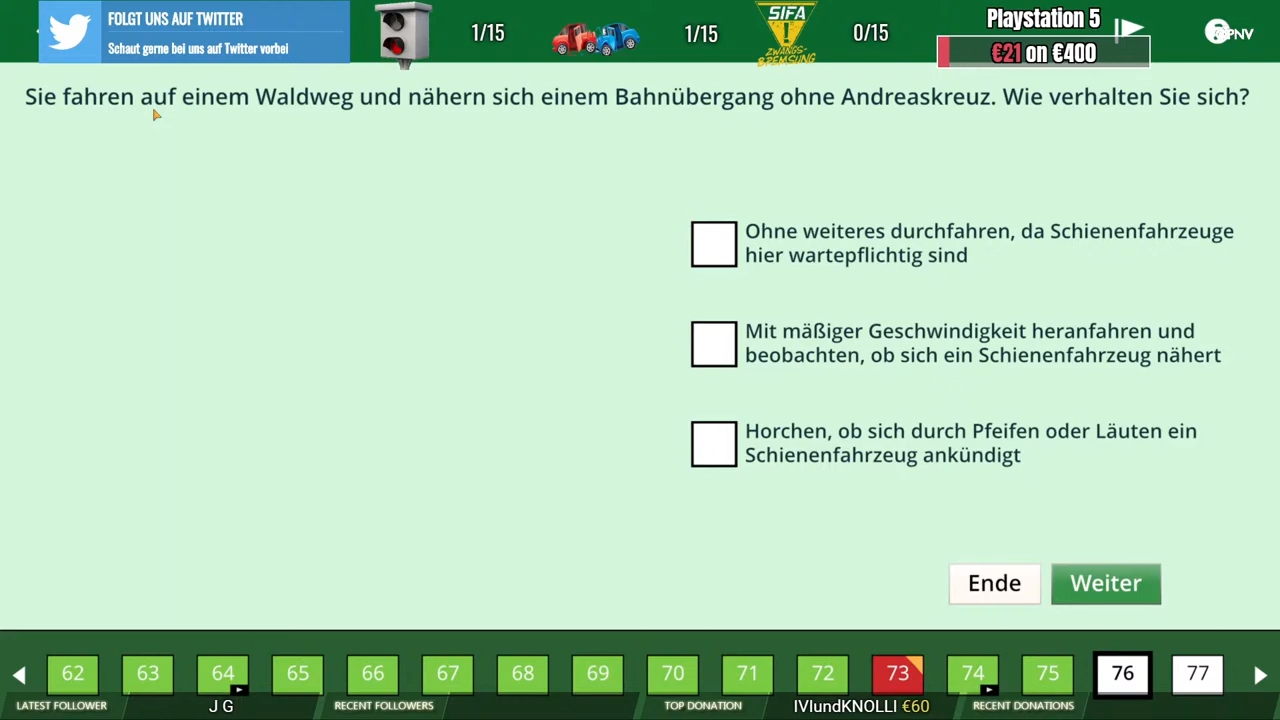 FOLGT UNS AUF TWITTER
Schaut gerne bei uns auf Twitter vorbei
1/15
1/15
SIFA
ZWANGS-
BREMSUNG
0/15
Playstation 5
€21 on €400
Sie fahren auf einem Waldweg und nähern sich einem Bahnübergang ohne Andreaskreuz. Wie verhalten Sie sich?
Ohne weiteres durchfahren, da Schienenfahrzeuge
hier wartepflichtig sind
Mit mäßiger Geschwindigkeit heranfahren und
beobachten, ob sich ein Schienenfahrzeug nähert
Horchen, ob sich durch Pfeifen oder Läuten ein
Schienenfahrzeug ankündigt
Ende
Weiter
62 63 64 65 66 67 68 69 70 71 72 73 74 75 76 77
LATEST FOLLOWER J G RECENT FOLLOWERS TOP DONATION IVIundKNOLLI €60 RECENT DONATIONS